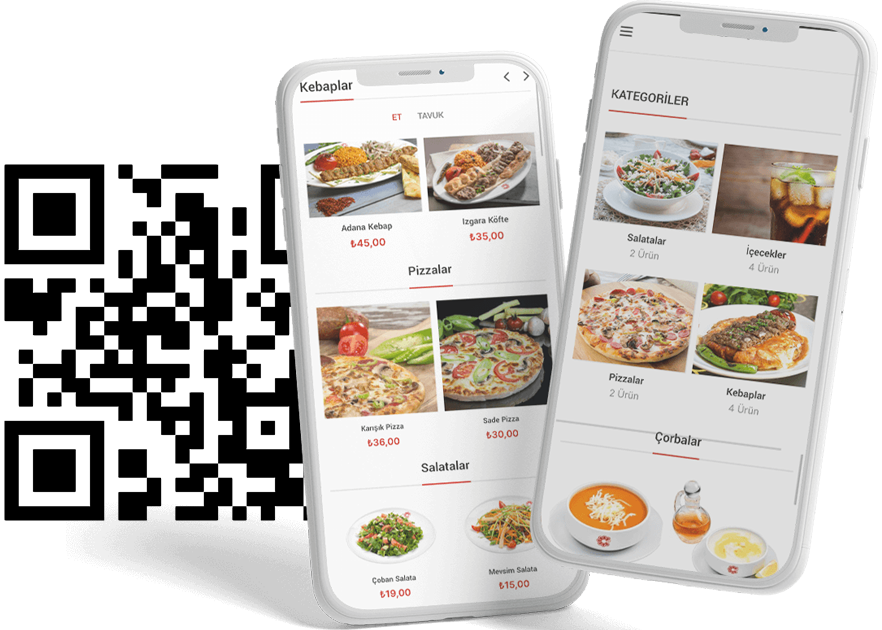 Kebaplar
ET TAVUK
Adana Kebap
₺45,00
Izgara Köfte
₺35,00
Pizzalar
Karışık Pizza
₺36,00
Sade Pizza
₺30,00
Salatalar
Çoban Salata
₺19,00
Mevsim Salata
₺15,00
KATEGORİLER
Salatalar
2 Ürün
İçecekler
4 Ürün
Pizzalar
2 Ürün
Kebaplar
4 Ürün
Çorbalar